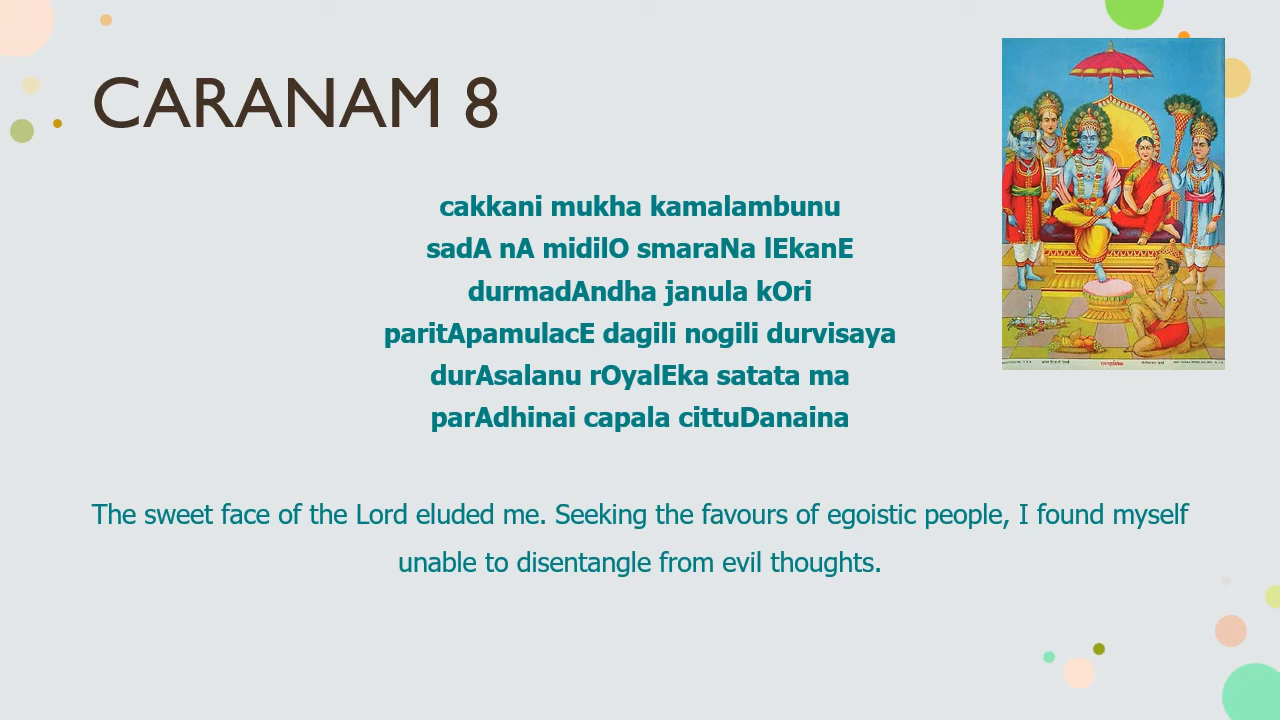 CARANAM 8
cakkani mukha kamalambunu
sadA nA midilO smaraNa lEkanE
durmadAndha janula kOri
paritApamulacE dagili nogili durvisaya
durAsalanu rOyalEka satata ma
parAdhinai capala cittuDanaina
The sweet face of the Lord eluded me. Seeking the favours of egoistic people, I found myself
unable to disentangle from evil thoughts.